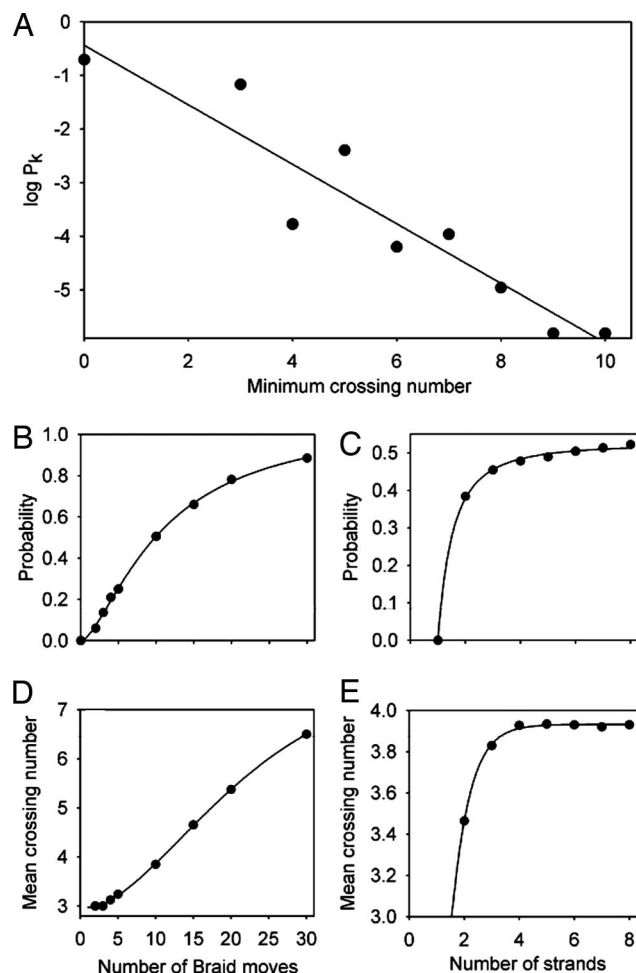 A
0
-1
-2
-3
-4
-5
log Pk
0 2 4 6 8 10
Minimum crossing number
B
1.0
0.8
0.6
0.4
0.2
0.0
Probability
C
0.5
0.4
0.3
0.2
0.1
0.0
Probability
D
7
6
5
4
3
Mean crossing number
0 5 10 15 20 25 30
Number of Braid moves
E
4.0
3.8
3.6
3.4
3.2
3.0
Mean crossing number
0 2 4 6 8
Number of strands